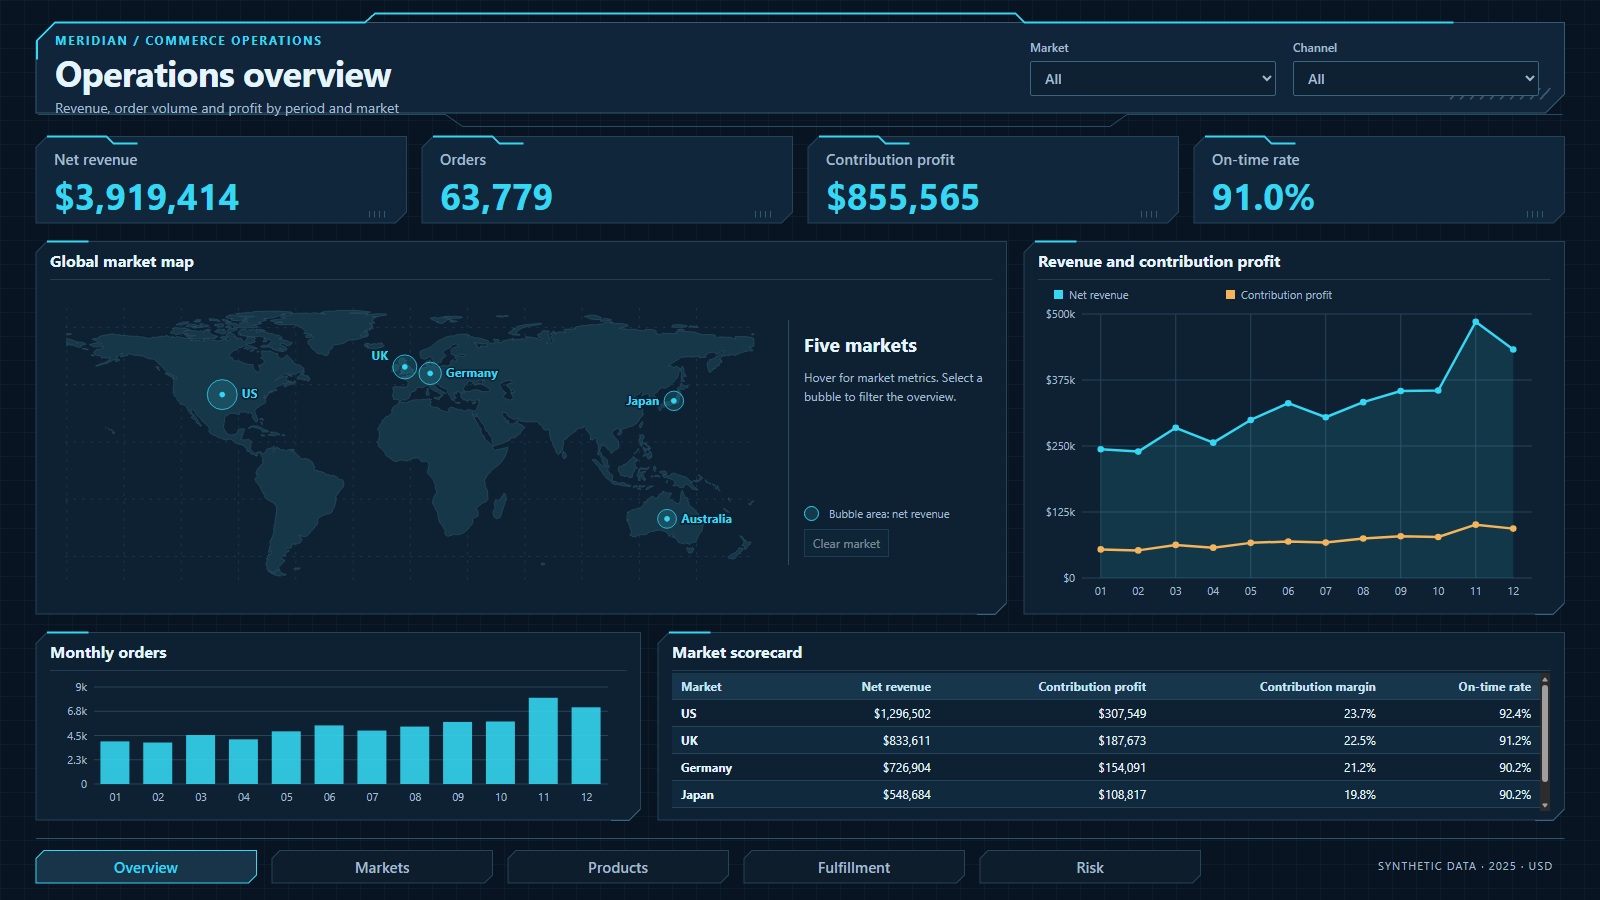 MERIDIAN / COMMERCE OPERATIONS
Operations overview
Revenue, order volume and profit by period and market
Market
All
Channel
All
Net revenue
$3,919,414
Orders
63,779
Contribution profit
$855,565
On-time rate
91.0%
Global market map
UK
Germany
US
Japan
Australia
Five markets
Hover for market metrics. Select a
bubble to filter the overview.
Bubble area: net revenue
Clear market
Revenue and contribution profit
Net revenue
Contribution profit
$500k
$375k
$250k
$125k
$0
01 02 03 04 05 06 07 08 09 10 11 12
Monthly orders
9k
6.8k
4.5k
2.3k
0
01 02 03 04 05 06 07 08 09 10 11 12
Market scorecard
Market Net revenue Contribution profit Contribution margin On-time rate
US $1,296,502 $307,549 23.7% 92.4%
UK $833,611 $187,673 22.5% 91.2%
Germany $726,904 $154,091 21.2% 90.2%
Japan $548,684 $108,817 19.8% 90.2%
Overview
Markets
Products
Fulfillment
Risk
SYNTHETIC DATA · 2025 · USD